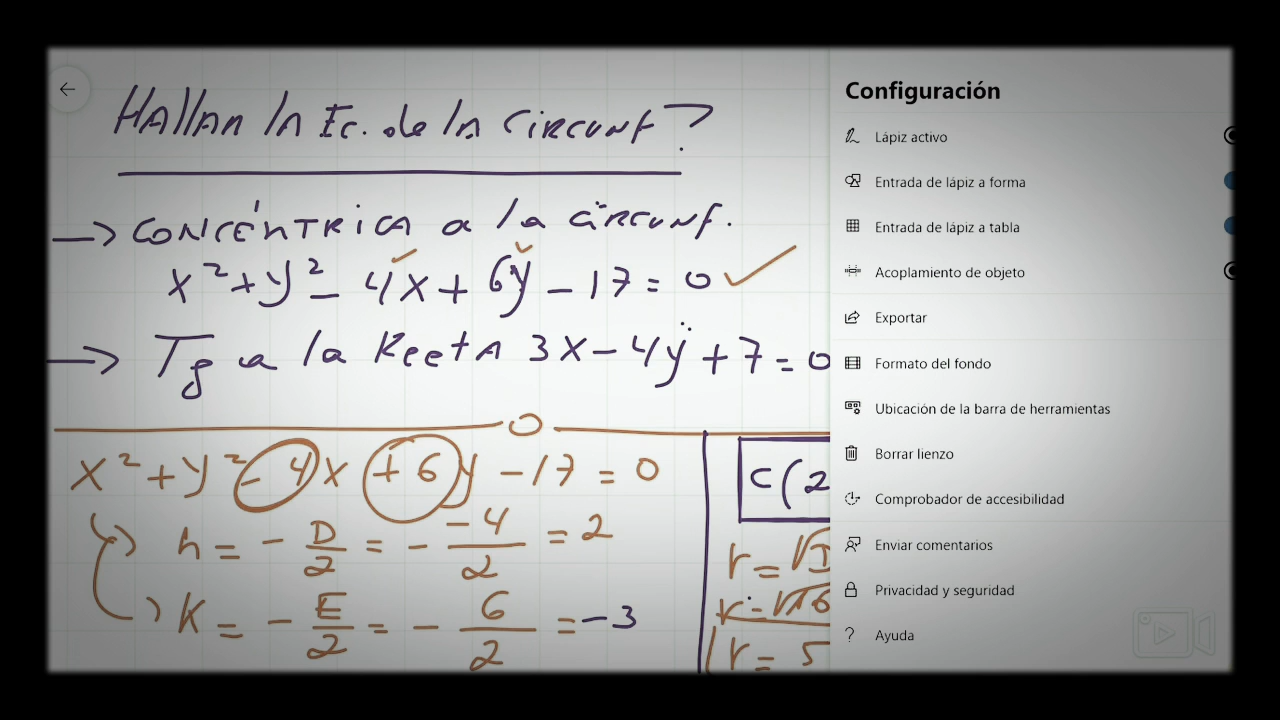 HALLAR LA Ec. de la CIRCUNF?
→ CONCÉNTRICA a la CIRCUNF.
x² + y² - 4x + 6y - 17 = 0
→ Tg a la RectA 3x - 4y + 7 = 0
x² + y² - 4x + 6y - 17 = 0
h = - D/2 = - -4/2 = 2
K = - E/2 = - 6/2 = -3
C(2
r = 5
Configuración
Lápiz activo
Entrada de lápiz a forma
Entrada de lápiz a tabla
Acoplamiento de objeto
Exportar
Formato del fondo
Ubicación de la barra de herramientas
Borrar lienzo
Comprobador de accesibilidad
Enviar comentarios
Privacidad y seguridad
Ayuda